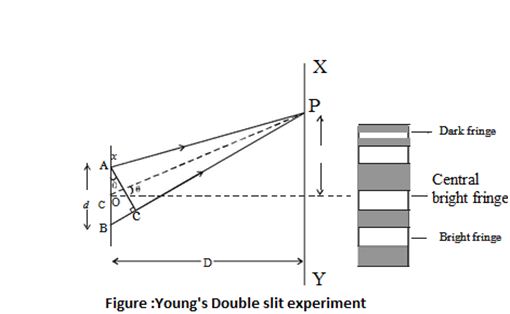 X
P
Dark fringe
x
A
θ
θ
Central
bright fringe
d
C
O
C
B
Bright fringe
D
Y
Figure :Young's Double slit experiment